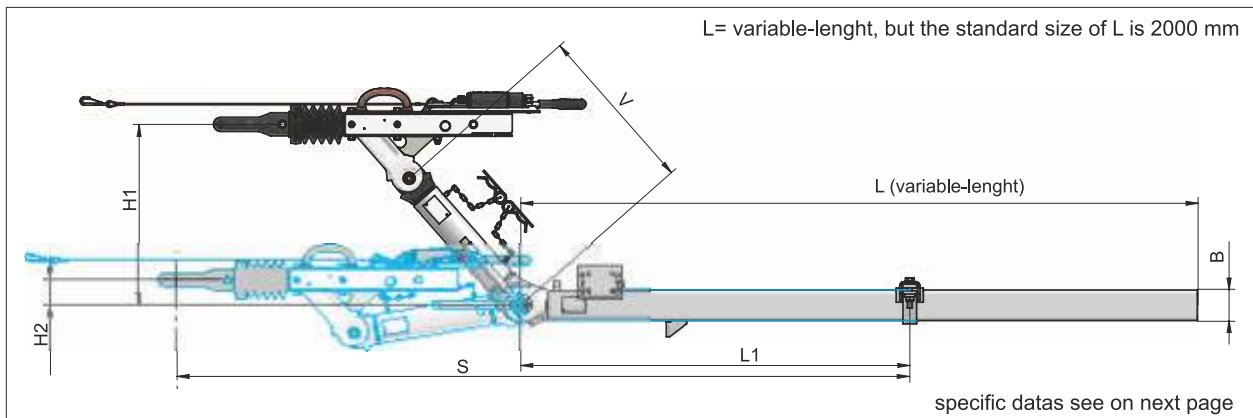 L= variable-lenght, but the standard size of L is 2000 mm
V
L (variable-lenght)
H1
B
H2
L1
S
specific datas see on next page